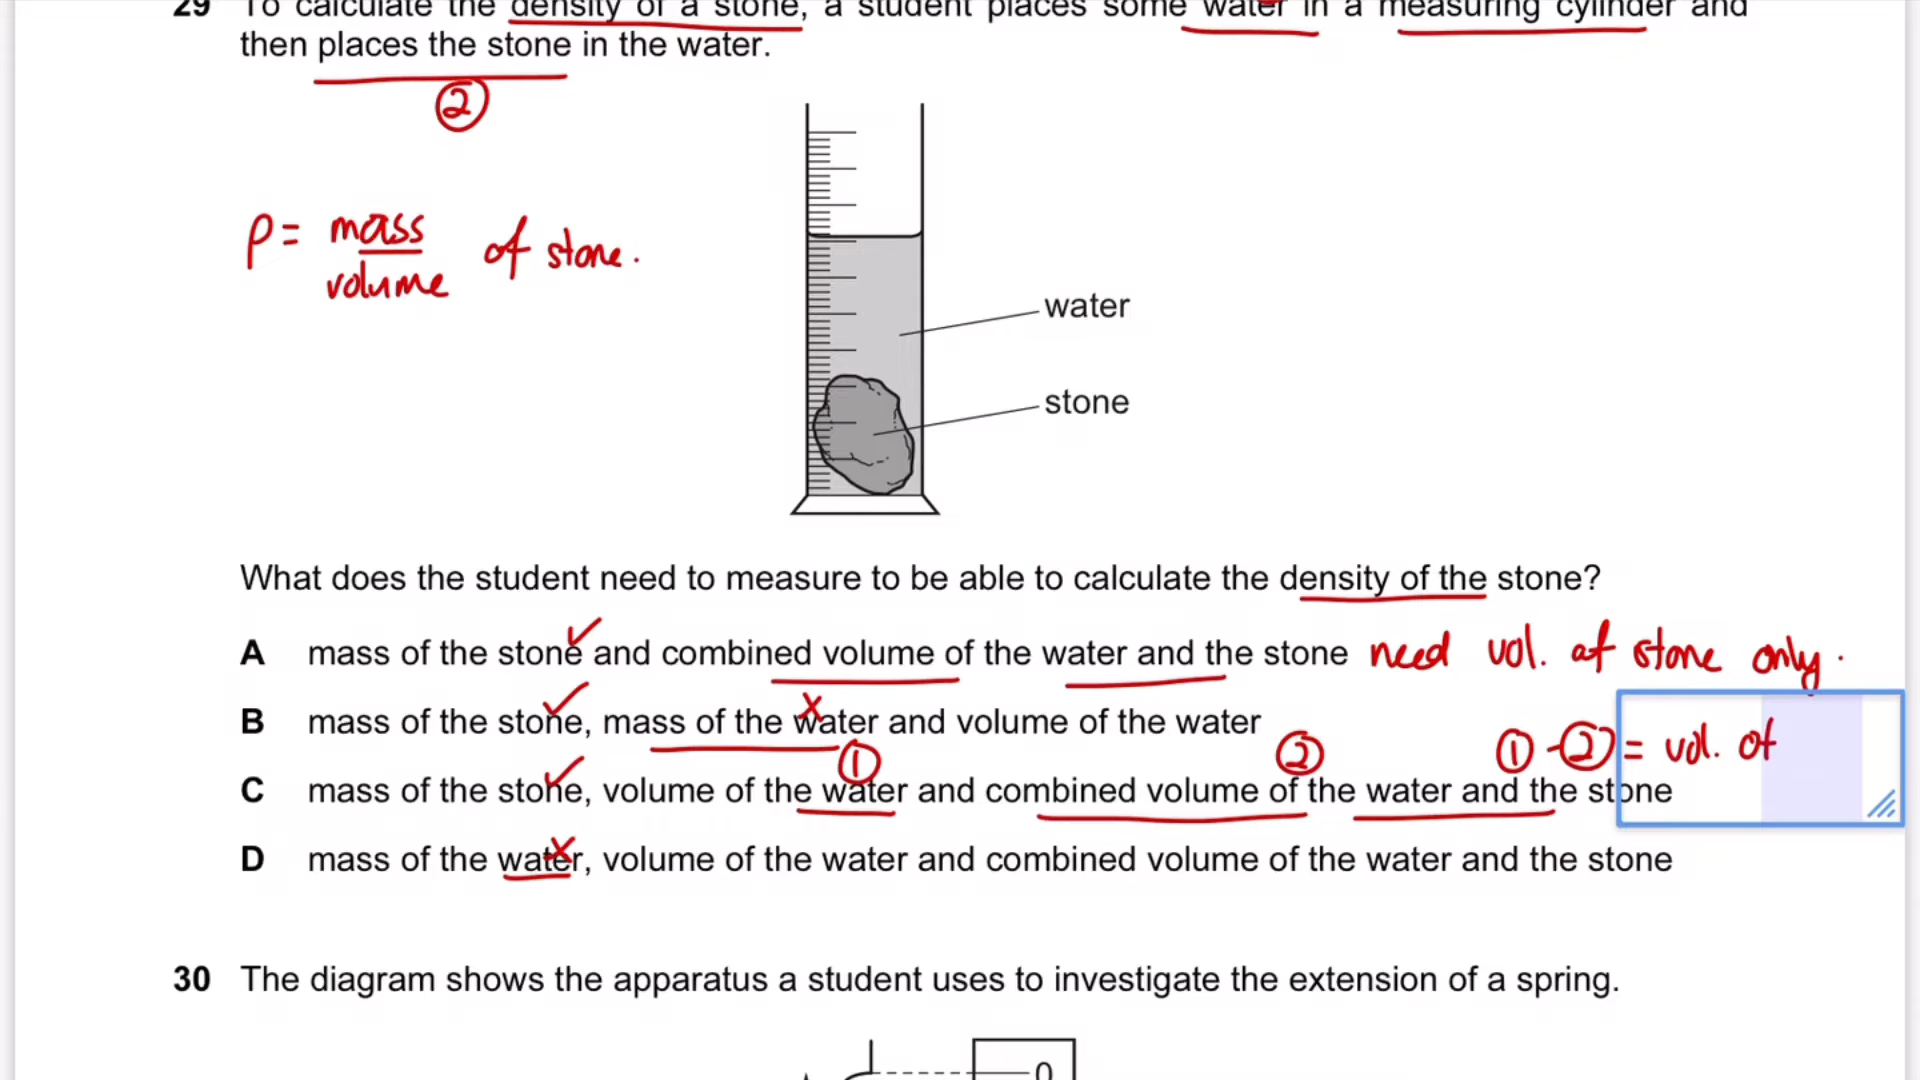 29 To calculate the density of a stone, a student places some water in a measuring cylinder and
then places the stone in the water.
②
ρ = mass of stone.
volume
water
stone
What does the student need to measure to be able to calculate the density of the stone?
A mass of the stone and combined volume of the water and the stone need vol. of stone only.
B mass of the stone, mass of the water and volume of the water
① ② ① - ② = vol. of
C mass of the stone, volume of the water and combined volume of the water and the stone
D mass of the water, volume of the water and combined volume of the water and the stone
30 The diagram shows the apparatus a student uses to investigate the extension of a spring.
0